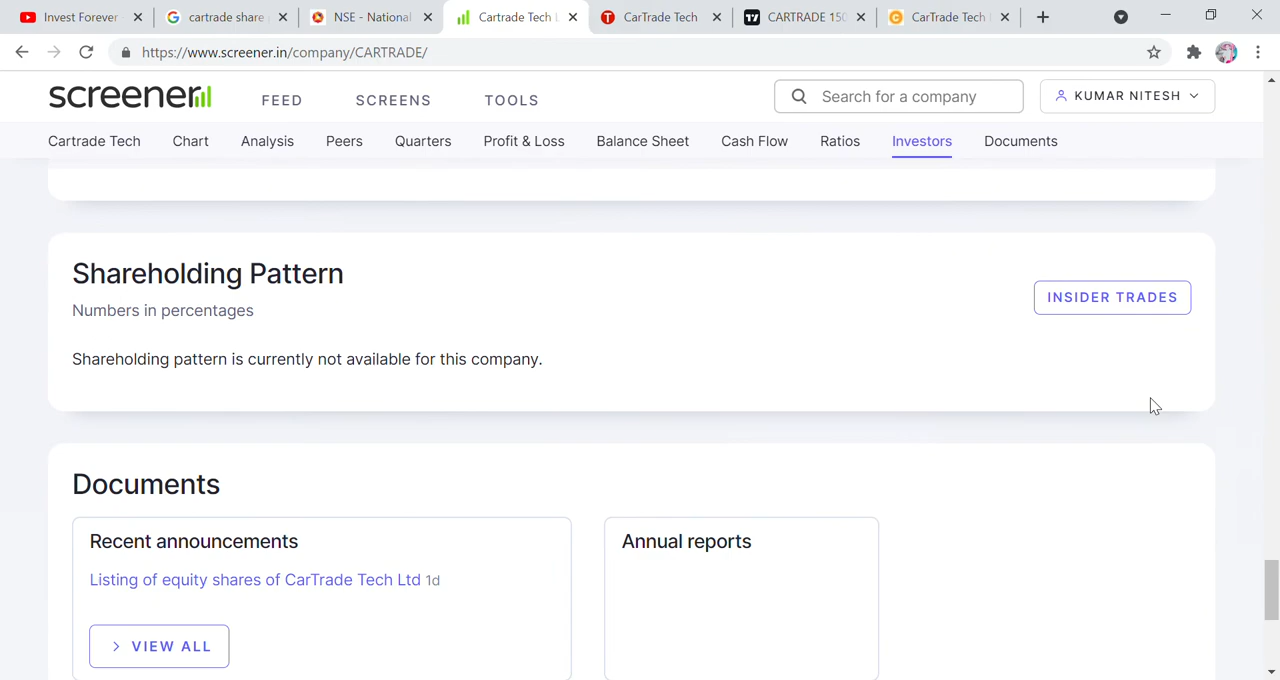 Invest Forever
cartrade share
NSE - National
Cartrade Tech
CarTrade Tech
CARTRADE 150
CarTrade Tech
https://www.screener.in/company/CARTRADE/
screener
FEED
SCREENS
TOOLS
Search for a company
KUMAR NITESH
Cartrade Tech
Chart
Analysis
Peers
Quarters
Profit & Loss
Balance Sheet
Cash Flow
Ratios
Investors
Documents
Shareholding Pattern
Numbers in percentages
INSIDER TRADES
Shareholding pattern is currently not available for this company.
Documents
Recent announcements
Listing of equity shares of CarTrade Tech Ltd 1d
VIEW ALL
Annual reports